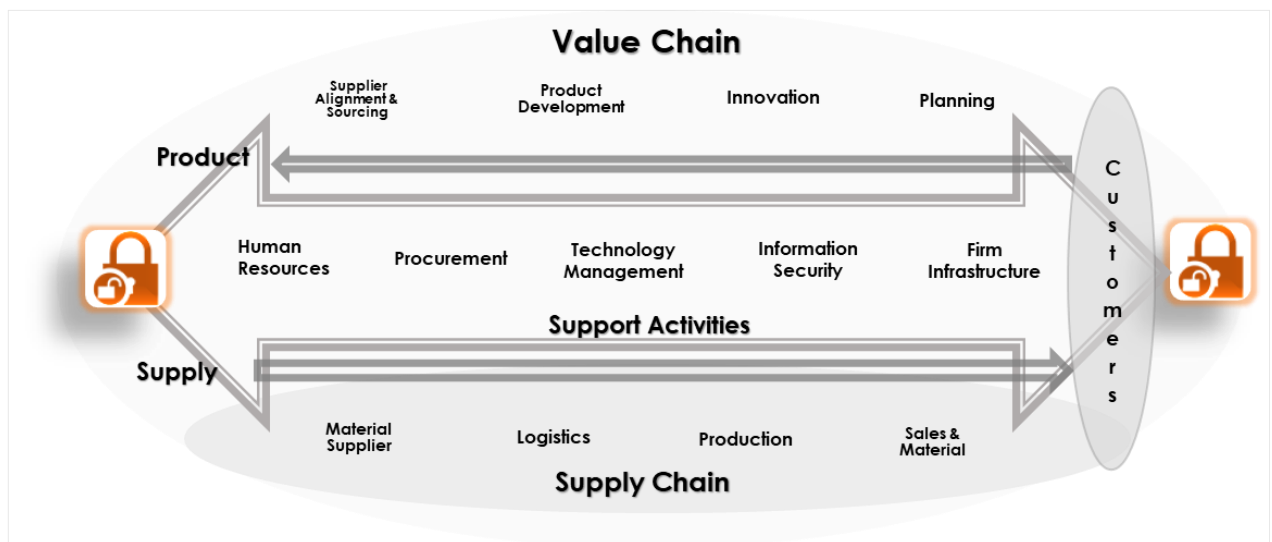 Value Chain
Supplier
Alignment &
Sourcing
Product
Development
Innovation
Planning
Product
Customers
Human
Resources
Procurement
Technology
Management
Information
Security
Firm
Infrastructure
Support Activities
Supply
Material
Supplier
Logistics
Production
Sales &
Material
Supply Chain